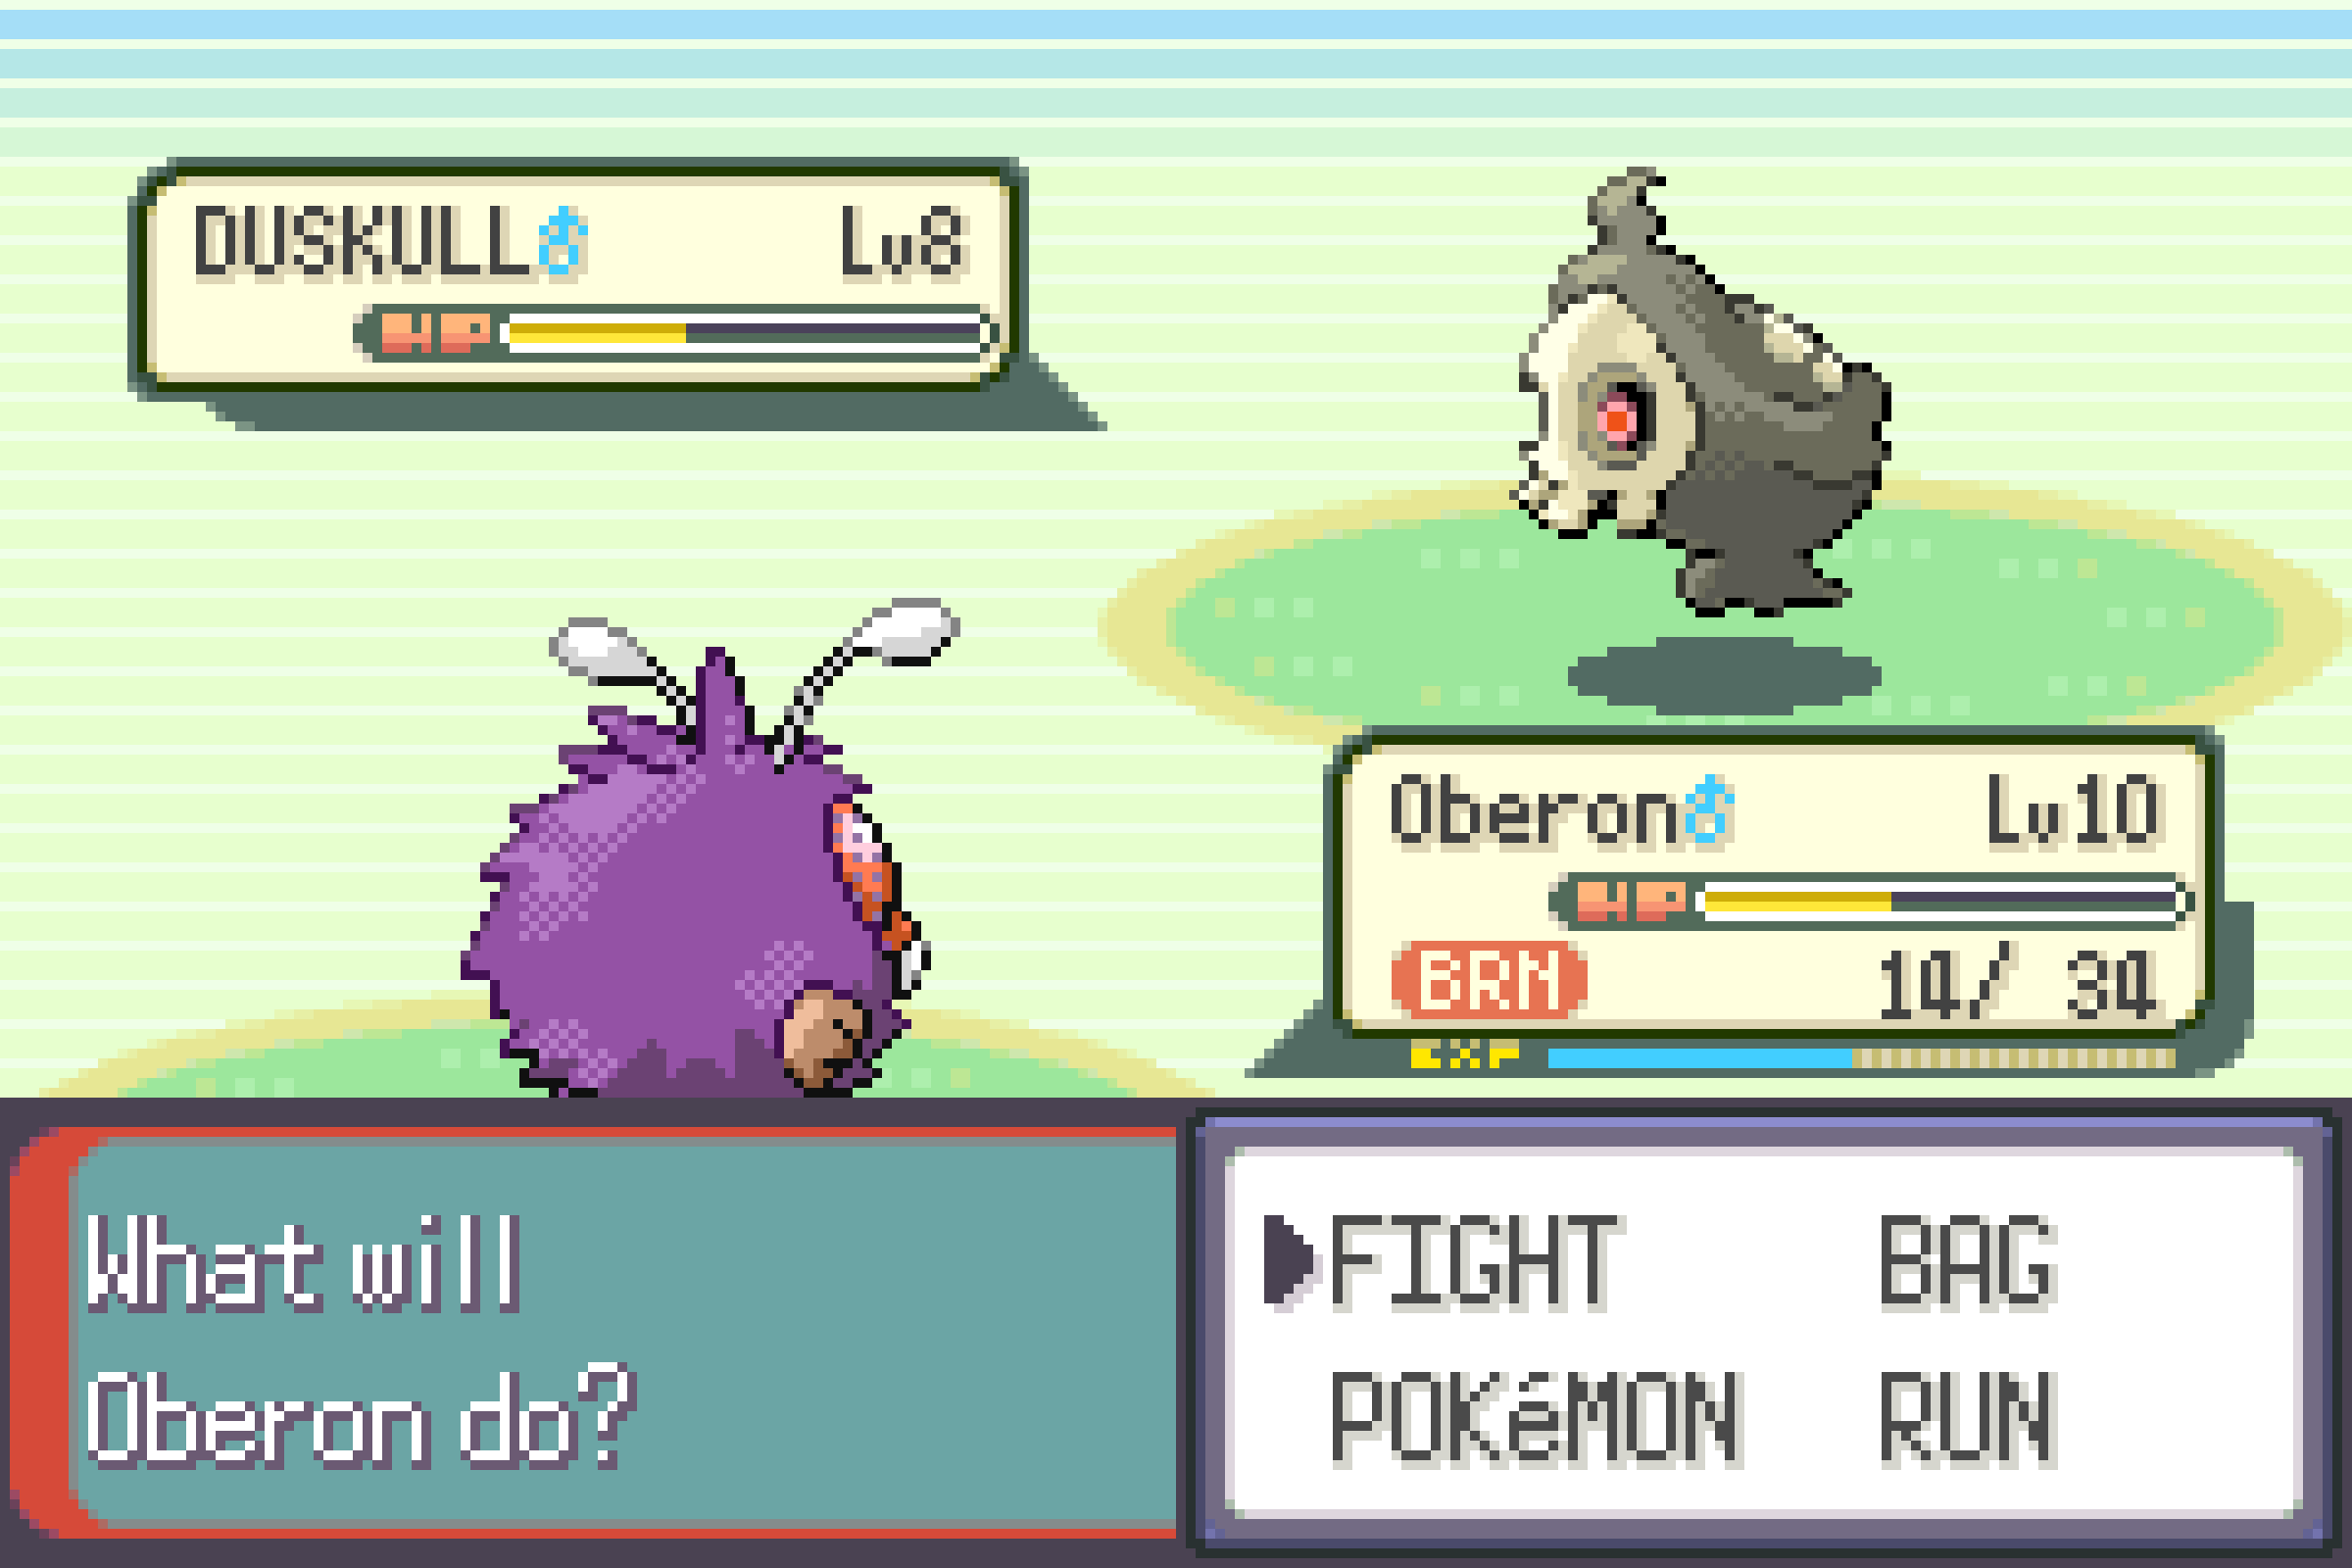 DUSKULL♂ Lv8
HP
Oberon♂ Lv10
HP
BRN 14/ 34
EXP
What will
Oberon do?
FIGHT BAG
POKéMON RUN